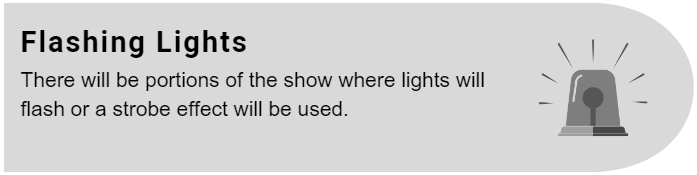 Flashing Lights
There will be portions of the show where lights will
flash or a strobe effect will be used.